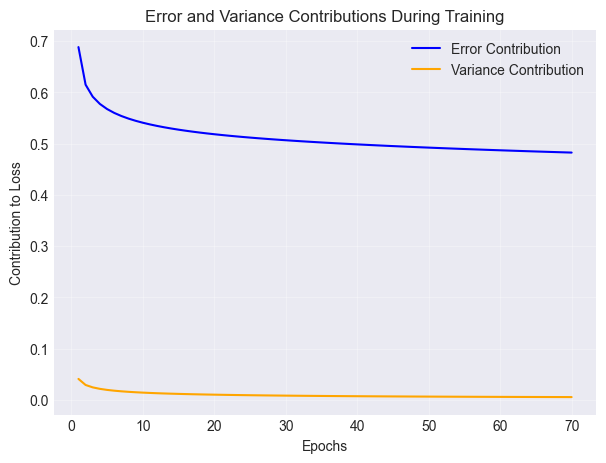 Error and Variance Contributions During Training
Error Contribution
Variance Contribution
Contribution to Loss
0.7
0.6
0.5
0.4
0.3
0.2
0.1
0.0
0 10 20 30 40 50 60 70
Epochs